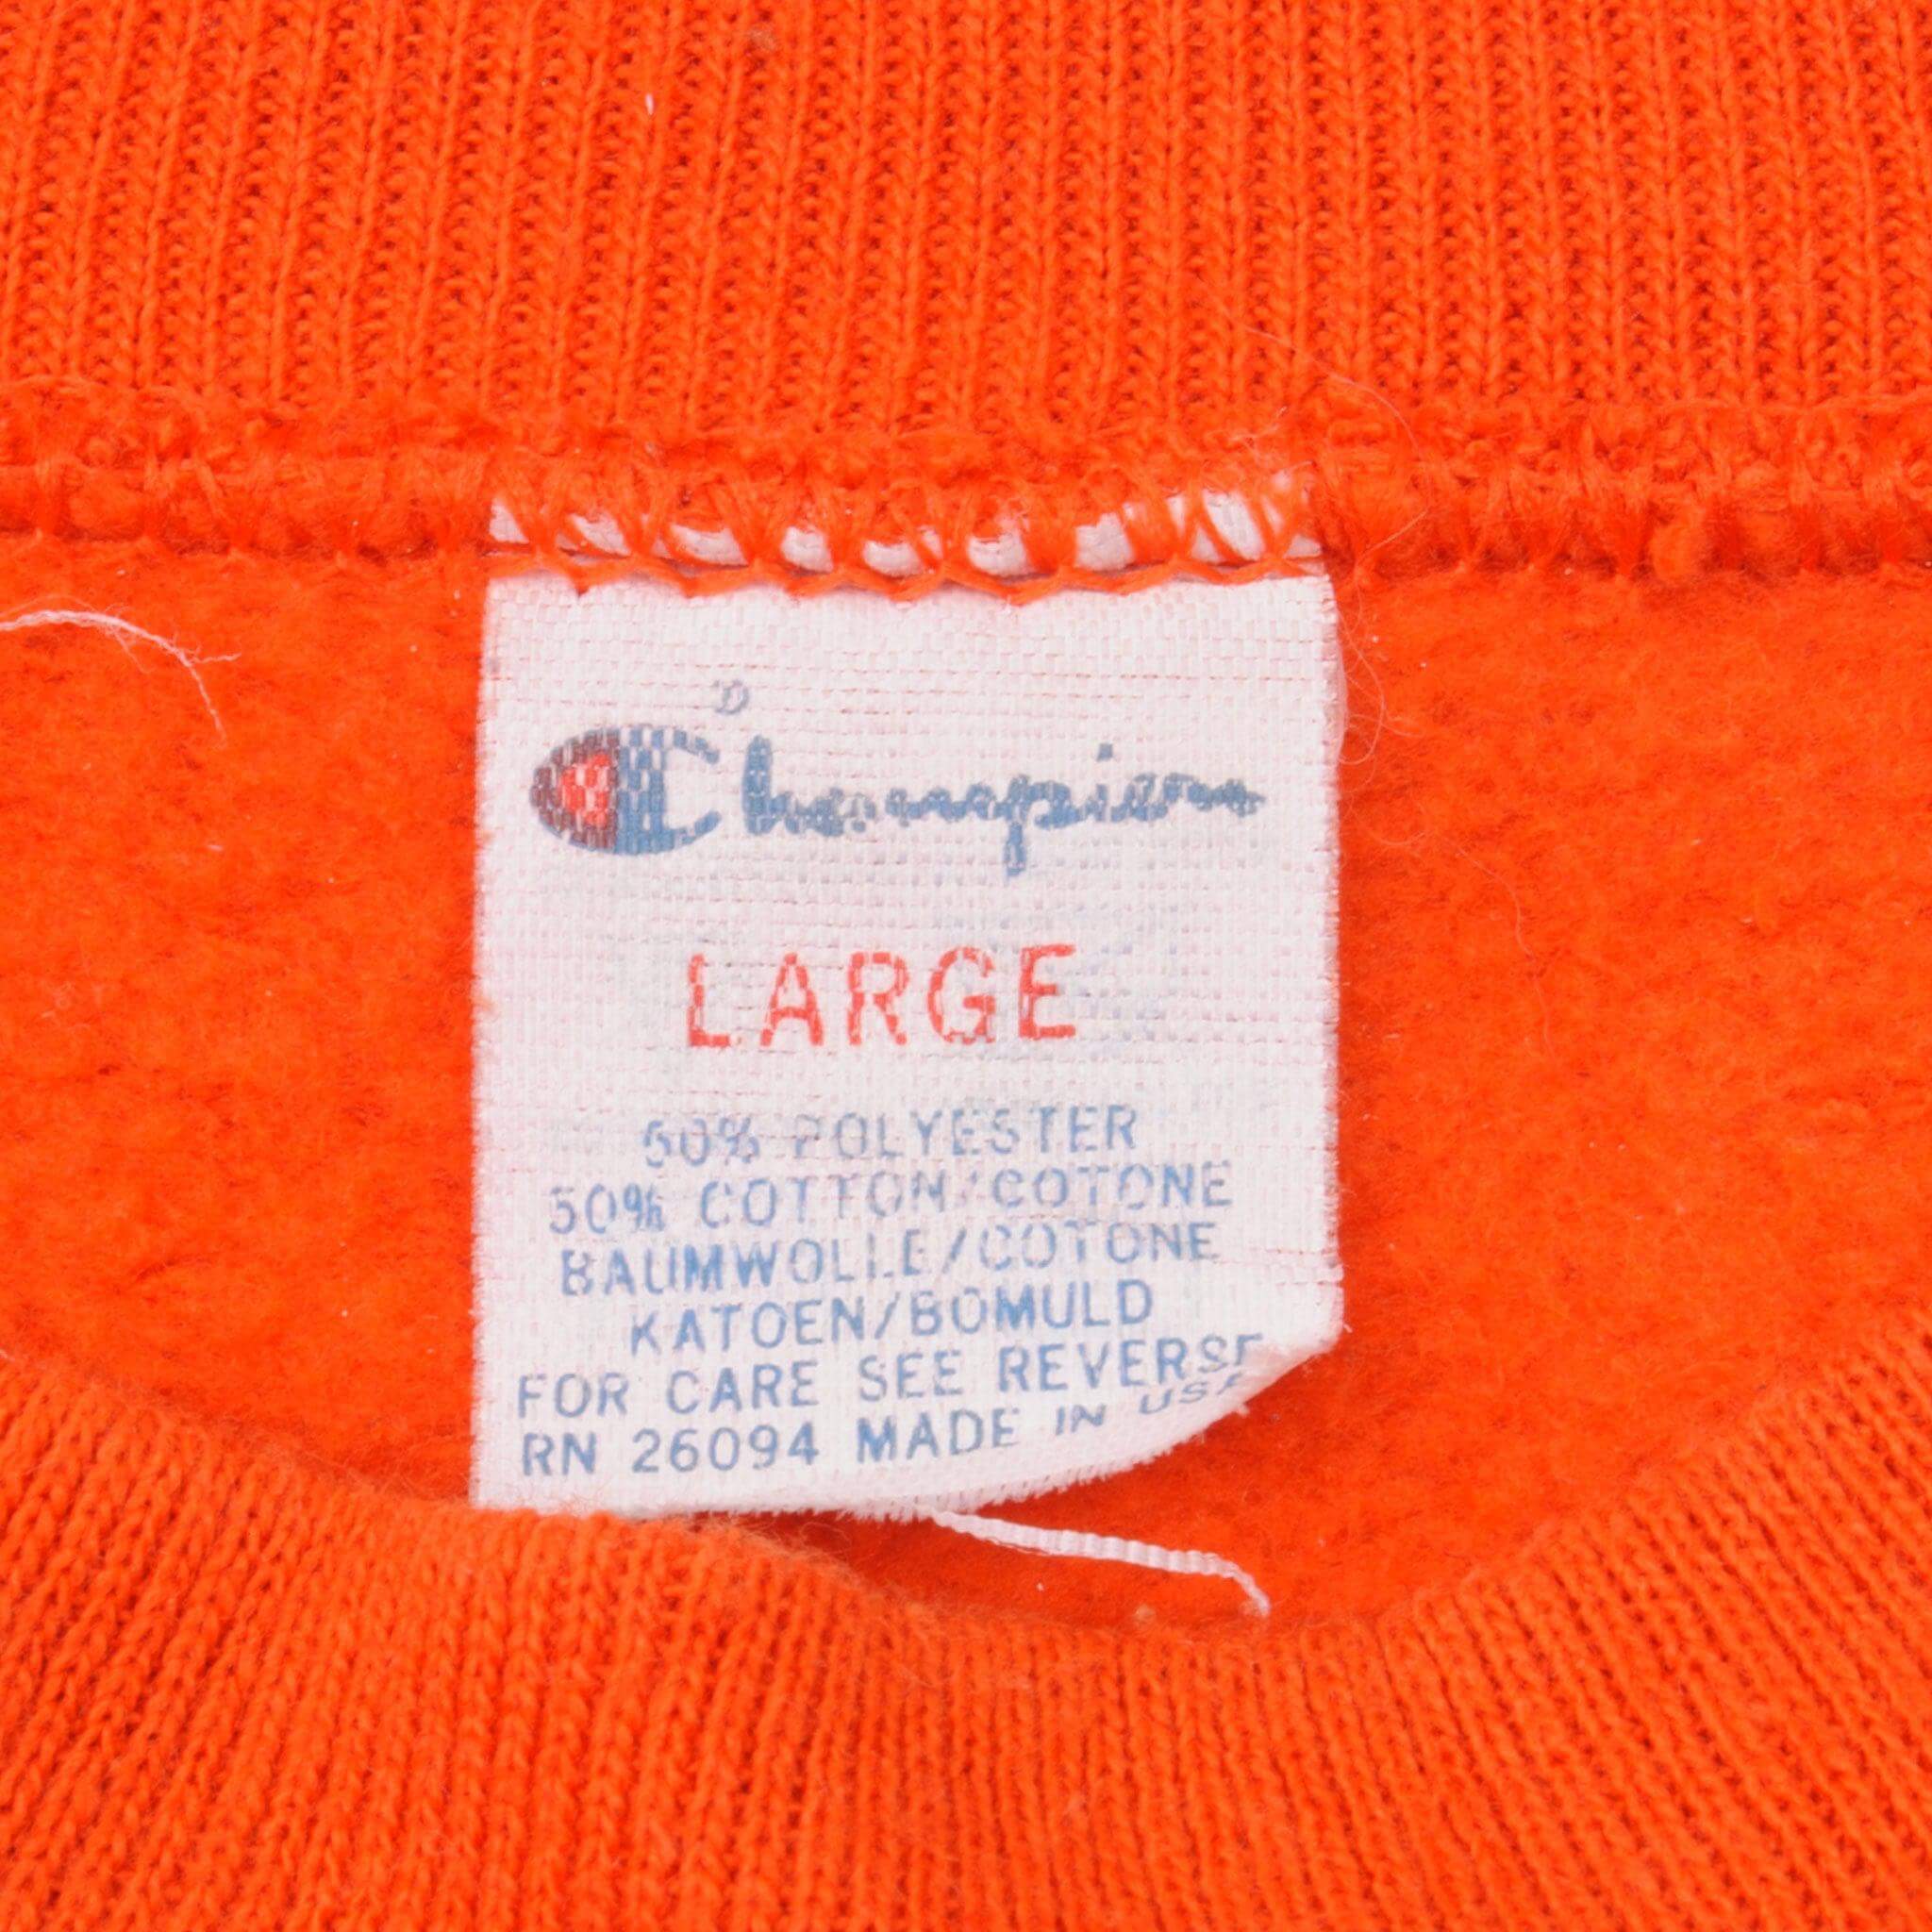 Champion
LARGE
50% POLYESTER
50% COTTON/COTONE
BAUMWOLLE/COTONE
KATOEN/BOMULD
FOR CARE SEE REVERSE
RN 26094 MADE IN USA